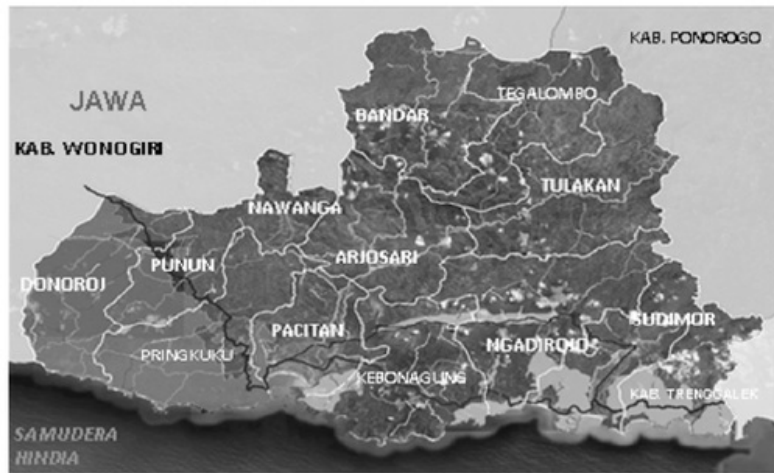 KAB. PONOROGO
JAWA
TEGALOMBO
BANDAR
KAB. WONOGIRI
TULAKAN
NAWANGA
ARJOSARI
PUNUN
DONOROJ
SUDIMOR
PACITAN
NGADIROJO
PRINGKUKU
KEBONAGUNG
KAB. TRENGGALEK
SAMUDERA
HINDIA